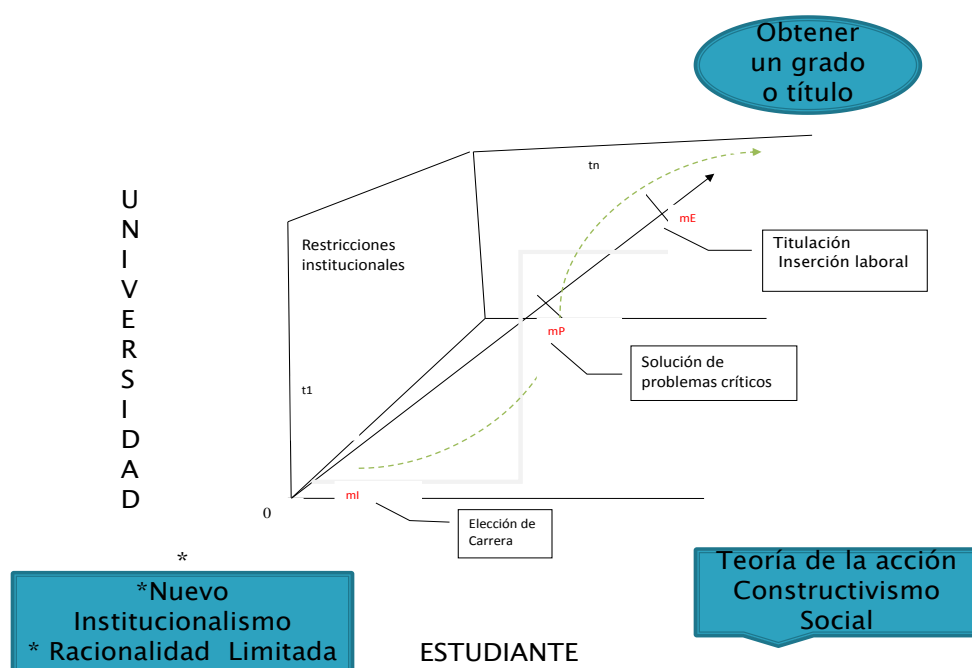 Obtener
un grado
o título
tn
U
N
I
V
E
R
S
I
D
A
D
mE
Restricciones
institucionales
Titulación
Inserción laboral
mP
Solución de
problemas críticos
t1
mI
0
Elección de
Carrera
*
*Nuevo
Institucionalismo
* Racionalidad Limitada
Teoría de la acción
Constructivismo
Social
ESTUDIANTE